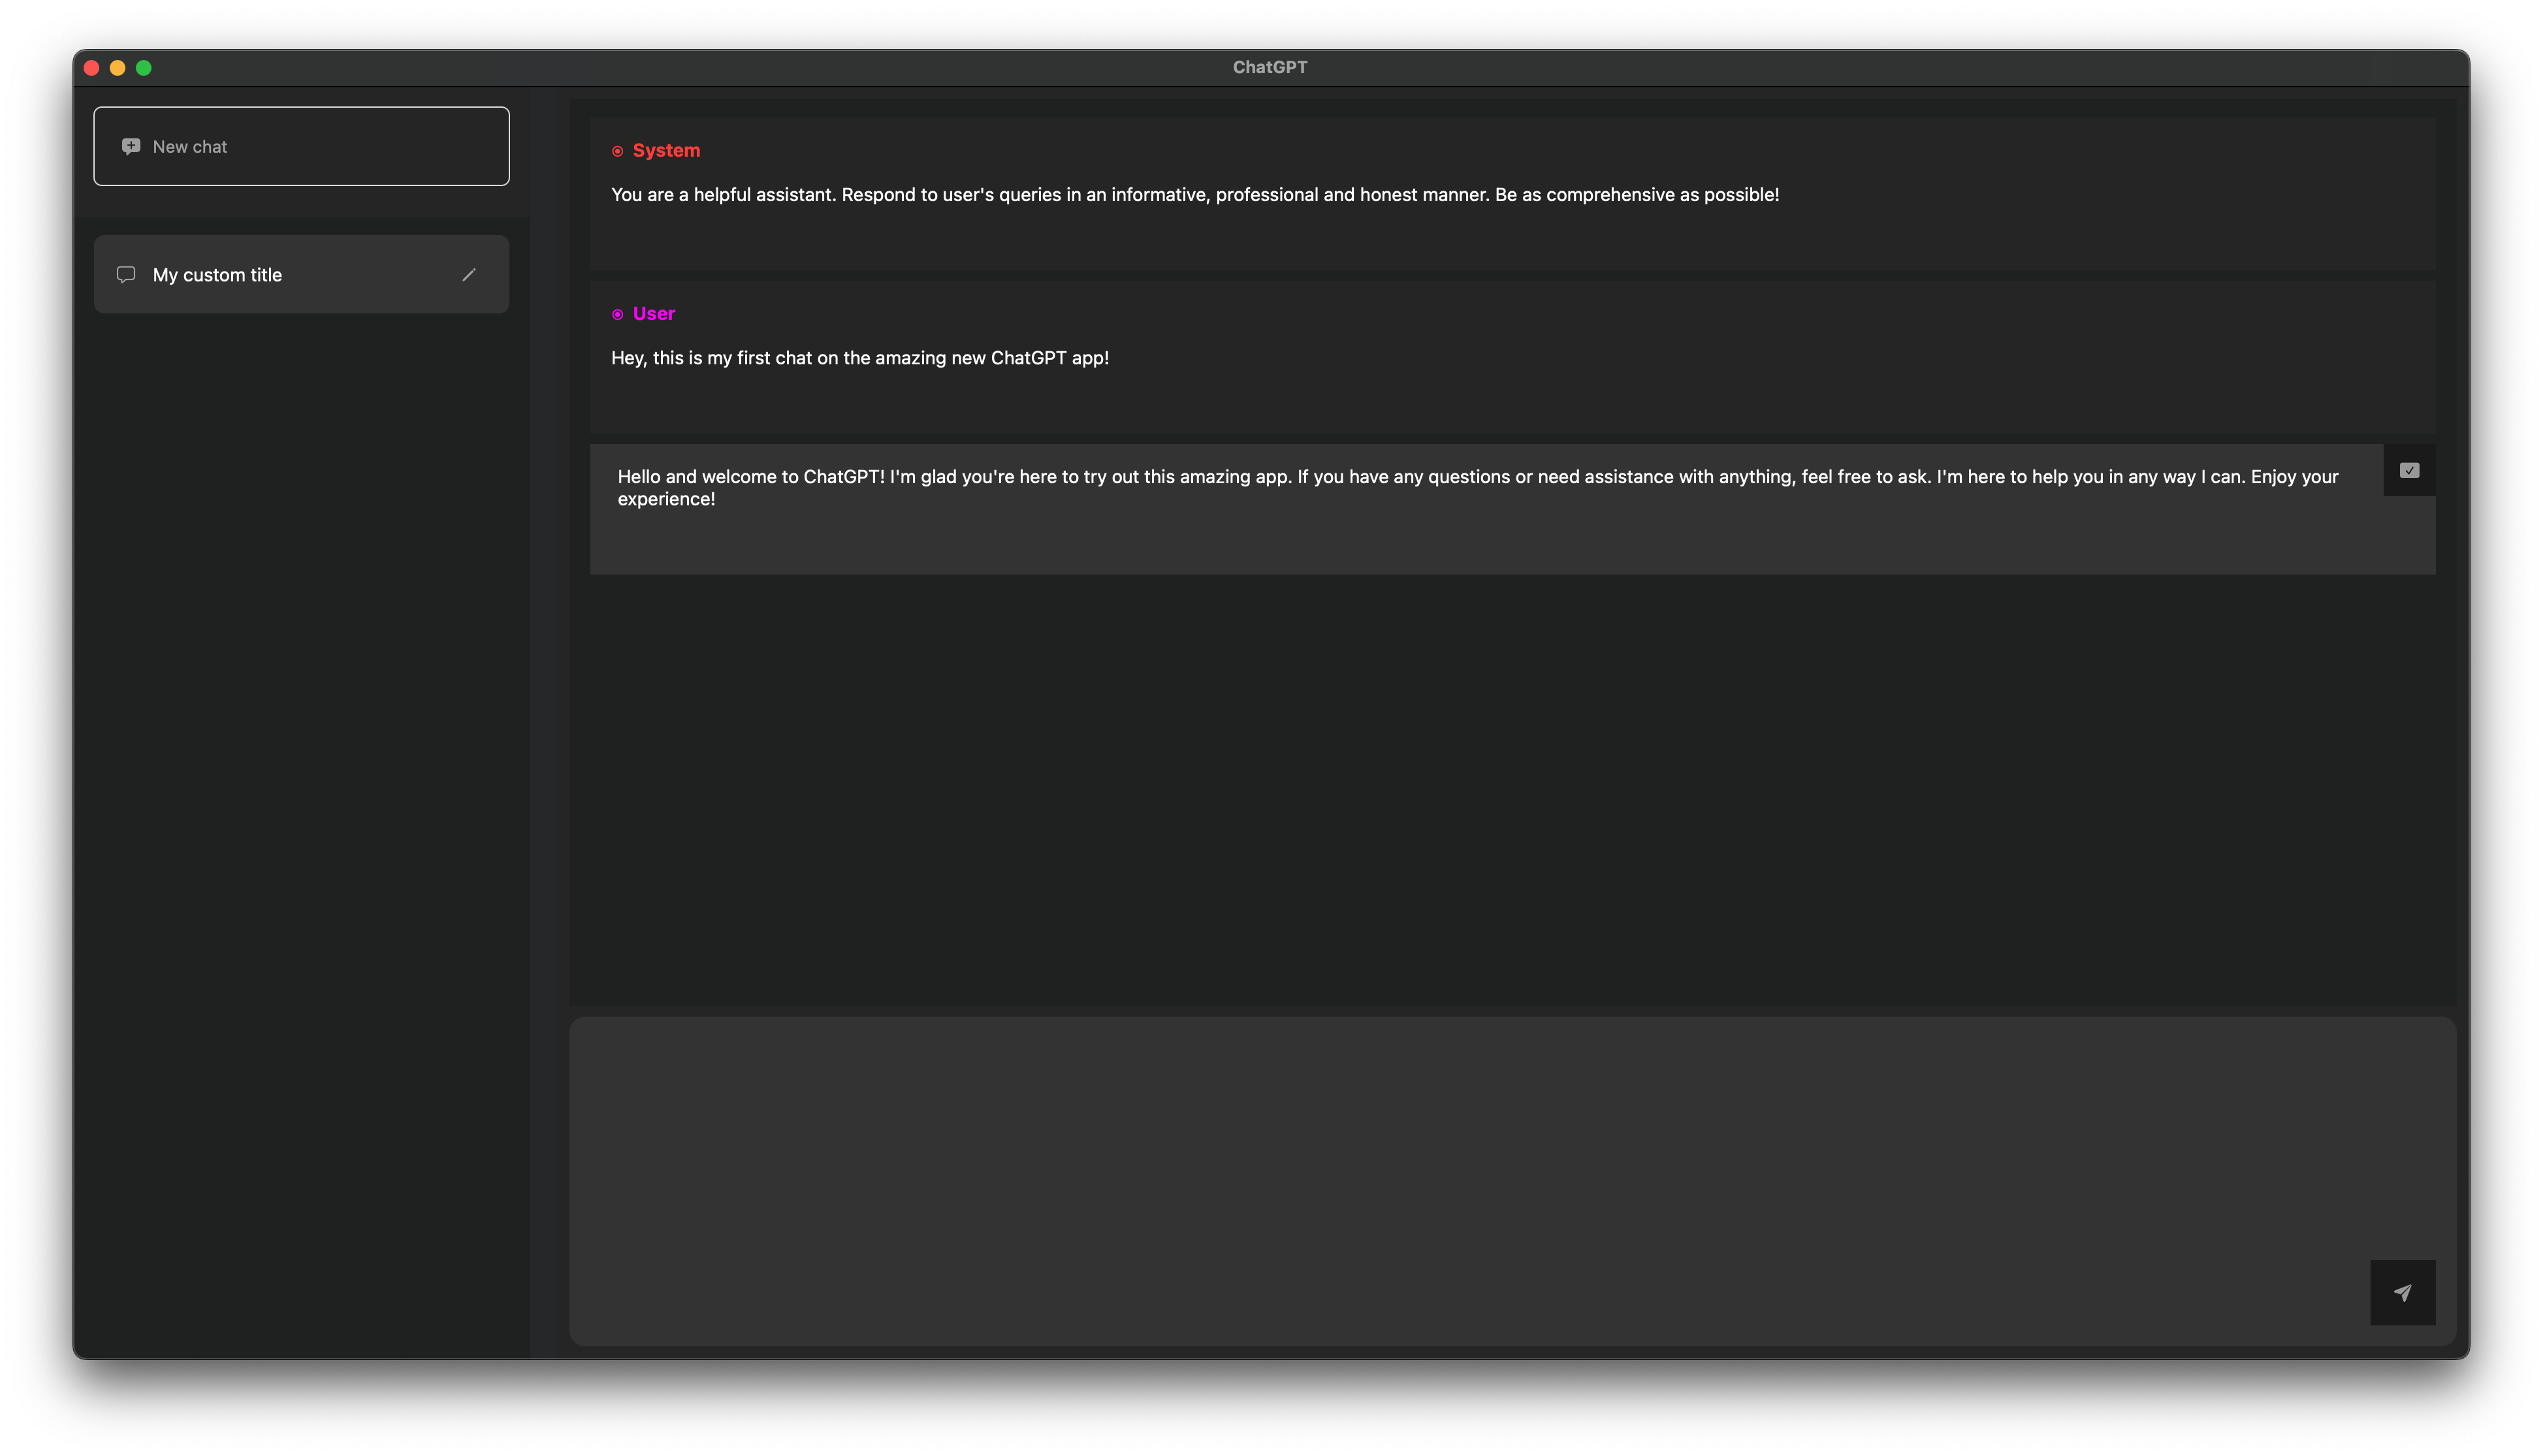 ChatGPT
New chat
My custom title
System
You are a helpful assistant. Respond to user's queries in an informative, professional and honest manner. Be as comprehensive as possible!
User
Hey, this is my first chat on the amazing new ChatGPT app!
Hello and welcome to ChatGPT! I'm glad you're here to try out this amazing app. If you have any questions or need assistance with anything, feel free to ask. I'm here to help you in any way I can. Enjoy your
experience!